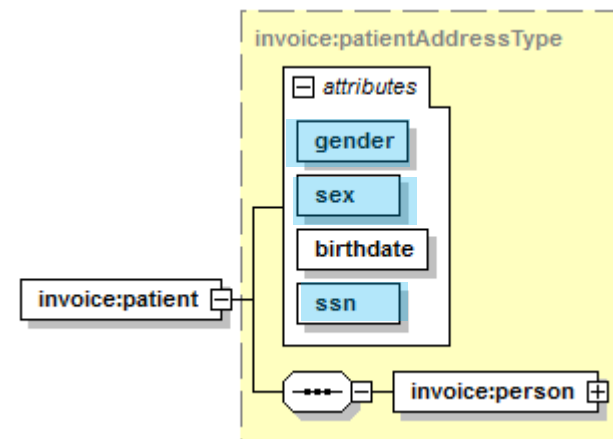 invoice:patientAddressType
attributes
gender
sex
birthdate
ssn
invoice:patient
invoice:person